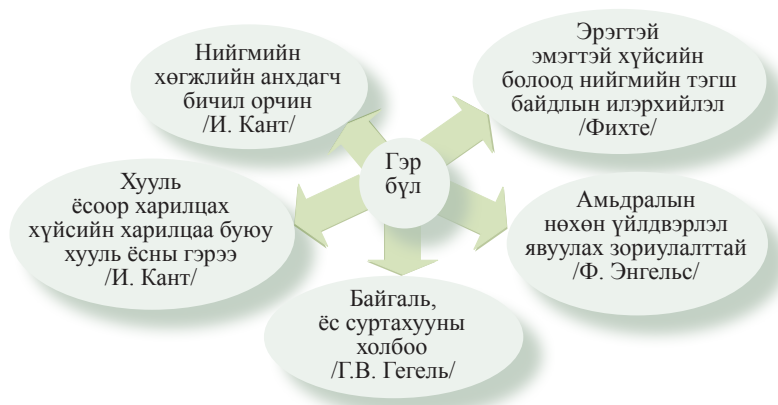 Нийгмийн
хөгжлийн анхдагч
бичил орчин
/И. Кант/
Эрэгтэй
эмэгтэй хүйсийн
болоод нийгмийн тэгш
байдлын илэрхийлэл
/Фихте/
Гэр
бүл
Хууль
ёсоор харилцах
хүйсийн харилцаа буюу
хууль ёсны гэрээ
/И. Кант/
Амьдралын
нөхөн үйлдвэрлэл
явуулах зориулалттай
/Ф. Энгельс/
Байгаль,
ёс суртахууны
холбоо
/Г.В. Гегель/